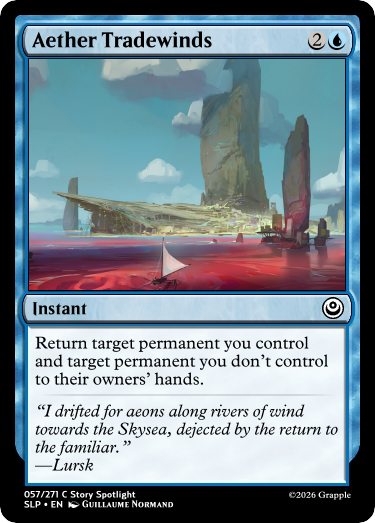 Aether Tradewinds 2
Instant
Return target permanent you control
and target permanent you don't control
to their owners' hands.
“I drifted for aeons along rivers of wind
towards the Skysea, dejected by the return to
the familiar.”
—Lursk
057/271 C Story Spotlight
SLP • EN Guillaume Normand
©2026 Grapple